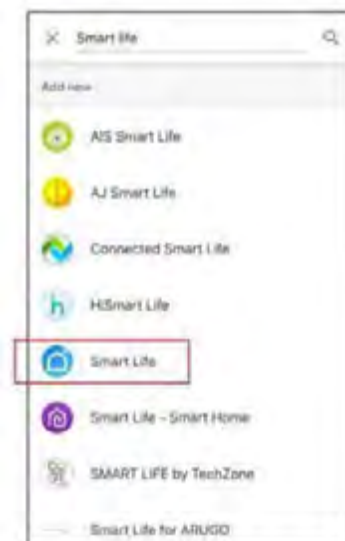 Smart life
Add new
AIS Smart Life
AJ Smart Life
Connected Smart Life
HiSmart Life
Smart Life
Smart Life - Smart Home
SMART LIFE by TechZone
Smart Life for ARUGO